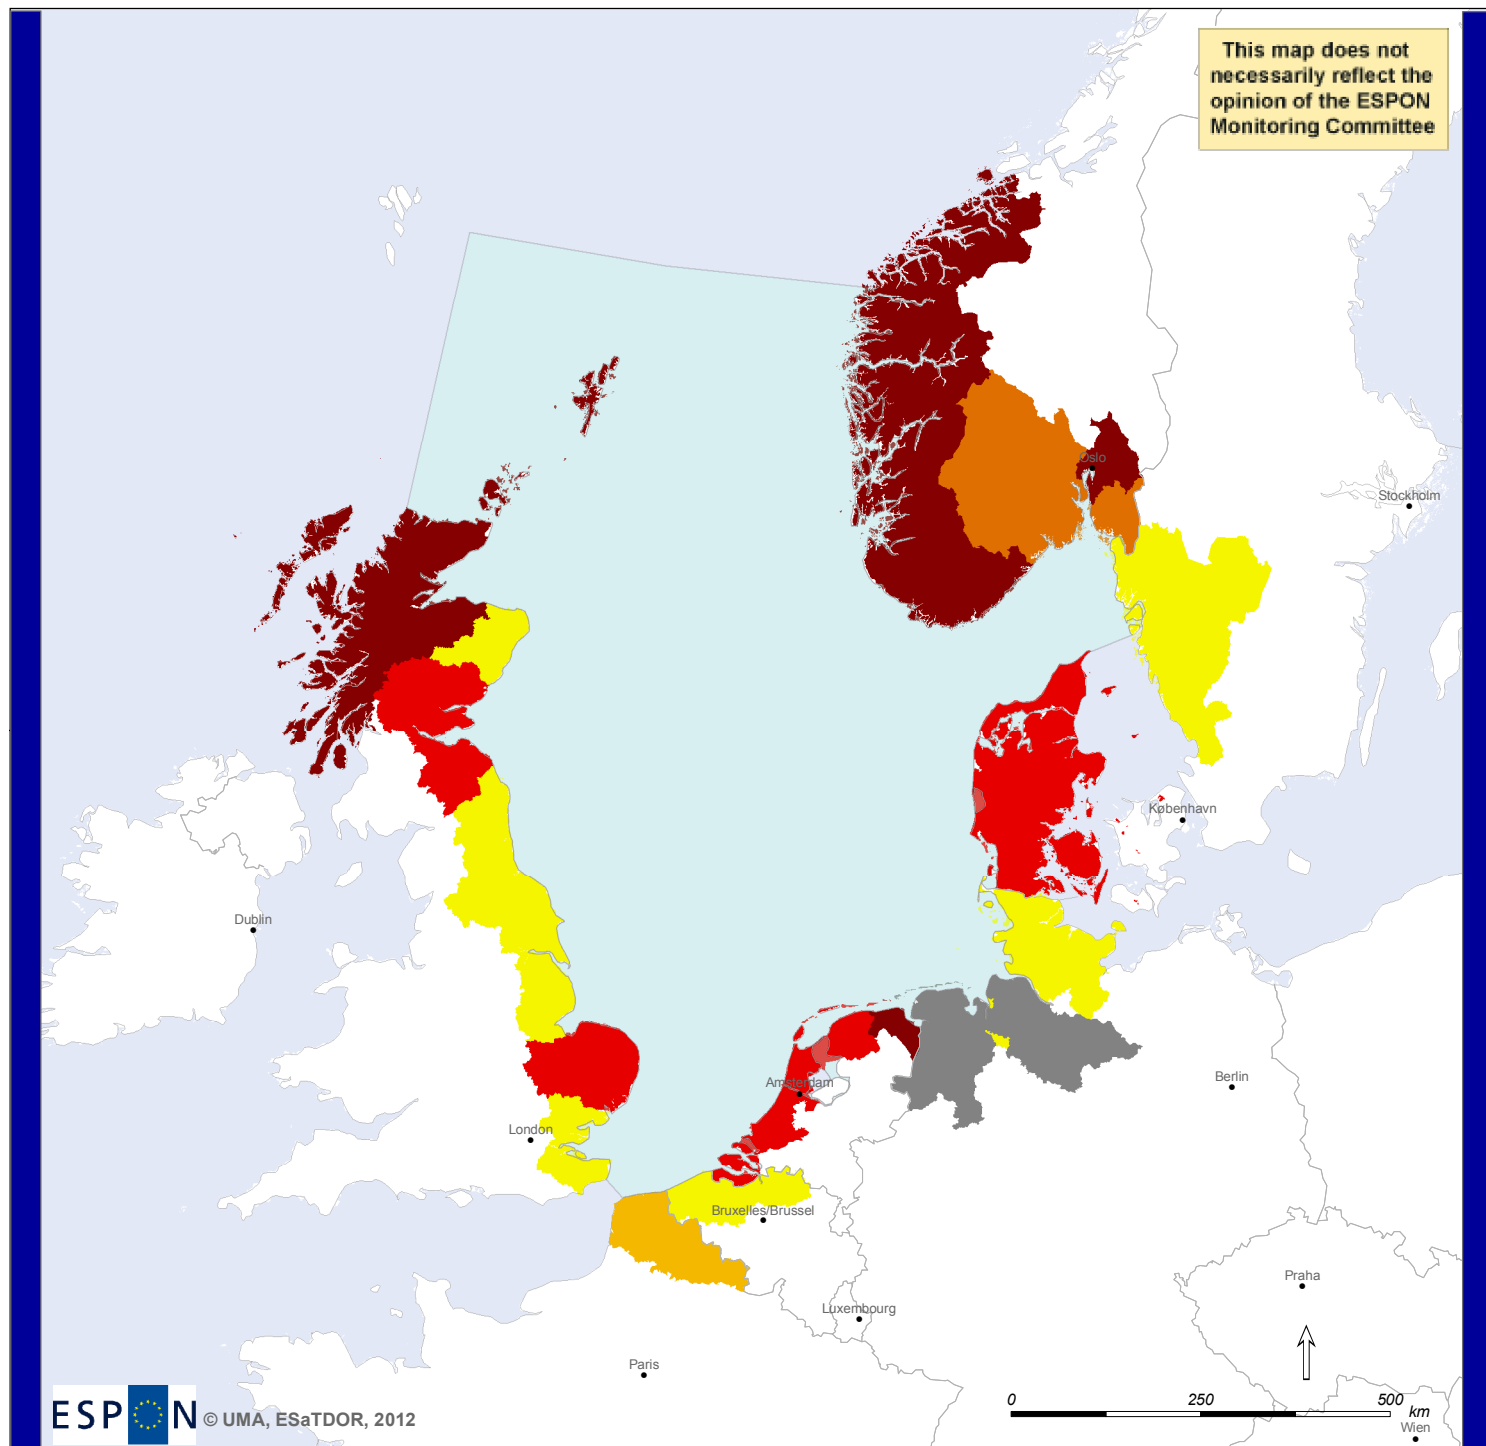 This map does not
necessarily reflect the
opinion of the ESPON
Monitoring Committee
Oslo
Stockholm
København
Dublin
Berlin
Amsterdam
London
Bruxelles/Brussel
Praha
Luxembourg
Paris
0 250 500
km
ESPON © UMA, ESaTDOR, 2012
Wien